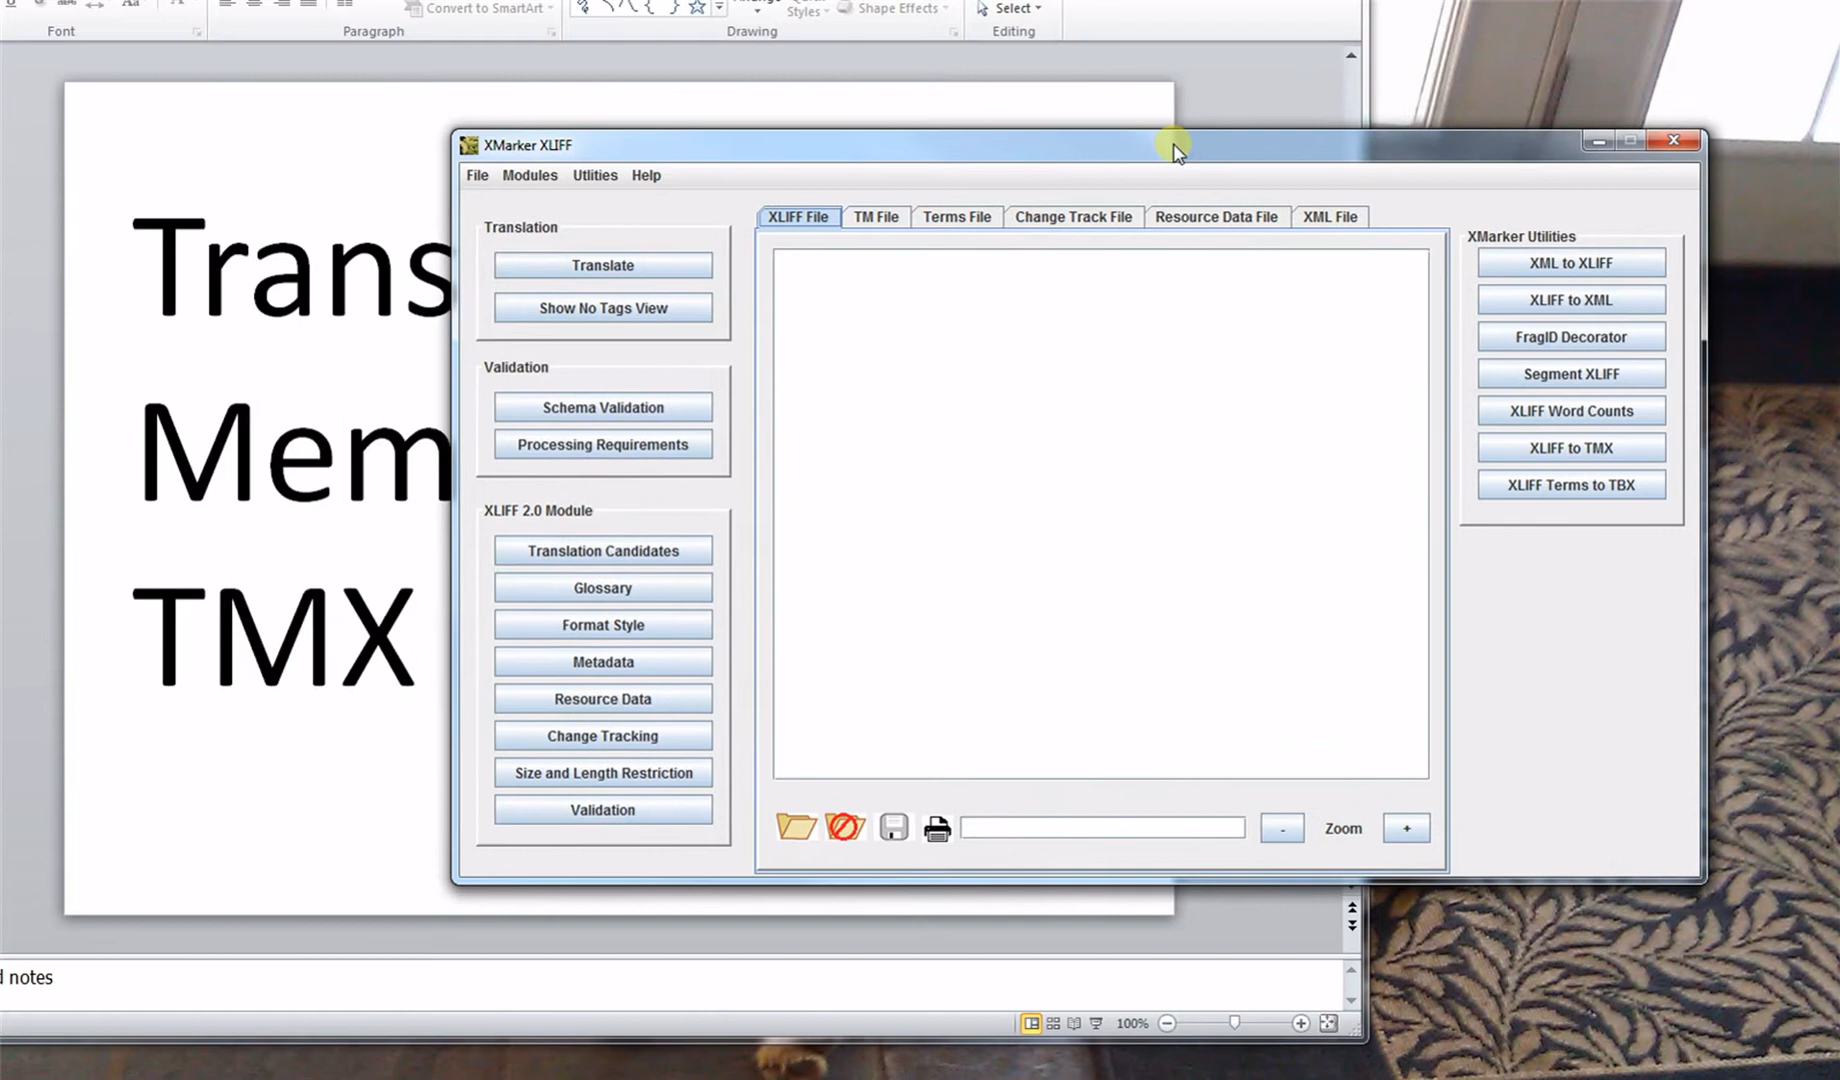 Convert to SmartArt
Styles
Shape Effects
Select
Font
Paragraph
Drawing
Editing
Trans
Mem
TMX
XMarker XLIFF
File Modules Utlities Help
XLIFF File TM File Terms File Change Track File Resource Data File XML File
Translation
Translate
Show No Tags View
Validation
Schema Validation
Processing Requirements
XLIFF 2.0 Module
Translation Candidates
Glossary
Format Style
Metadata
Resource Data
Change Tracking
Size and Length Restriction
Validation
- Zoom +
XMarker Utilities
XML to XLIFF
XLIFF to XML
FragID Decorator
Segment XLIFF
XLIFF Word Counts
XLIFF to TMX
XLIFF Terms to TBX
d notes
100%